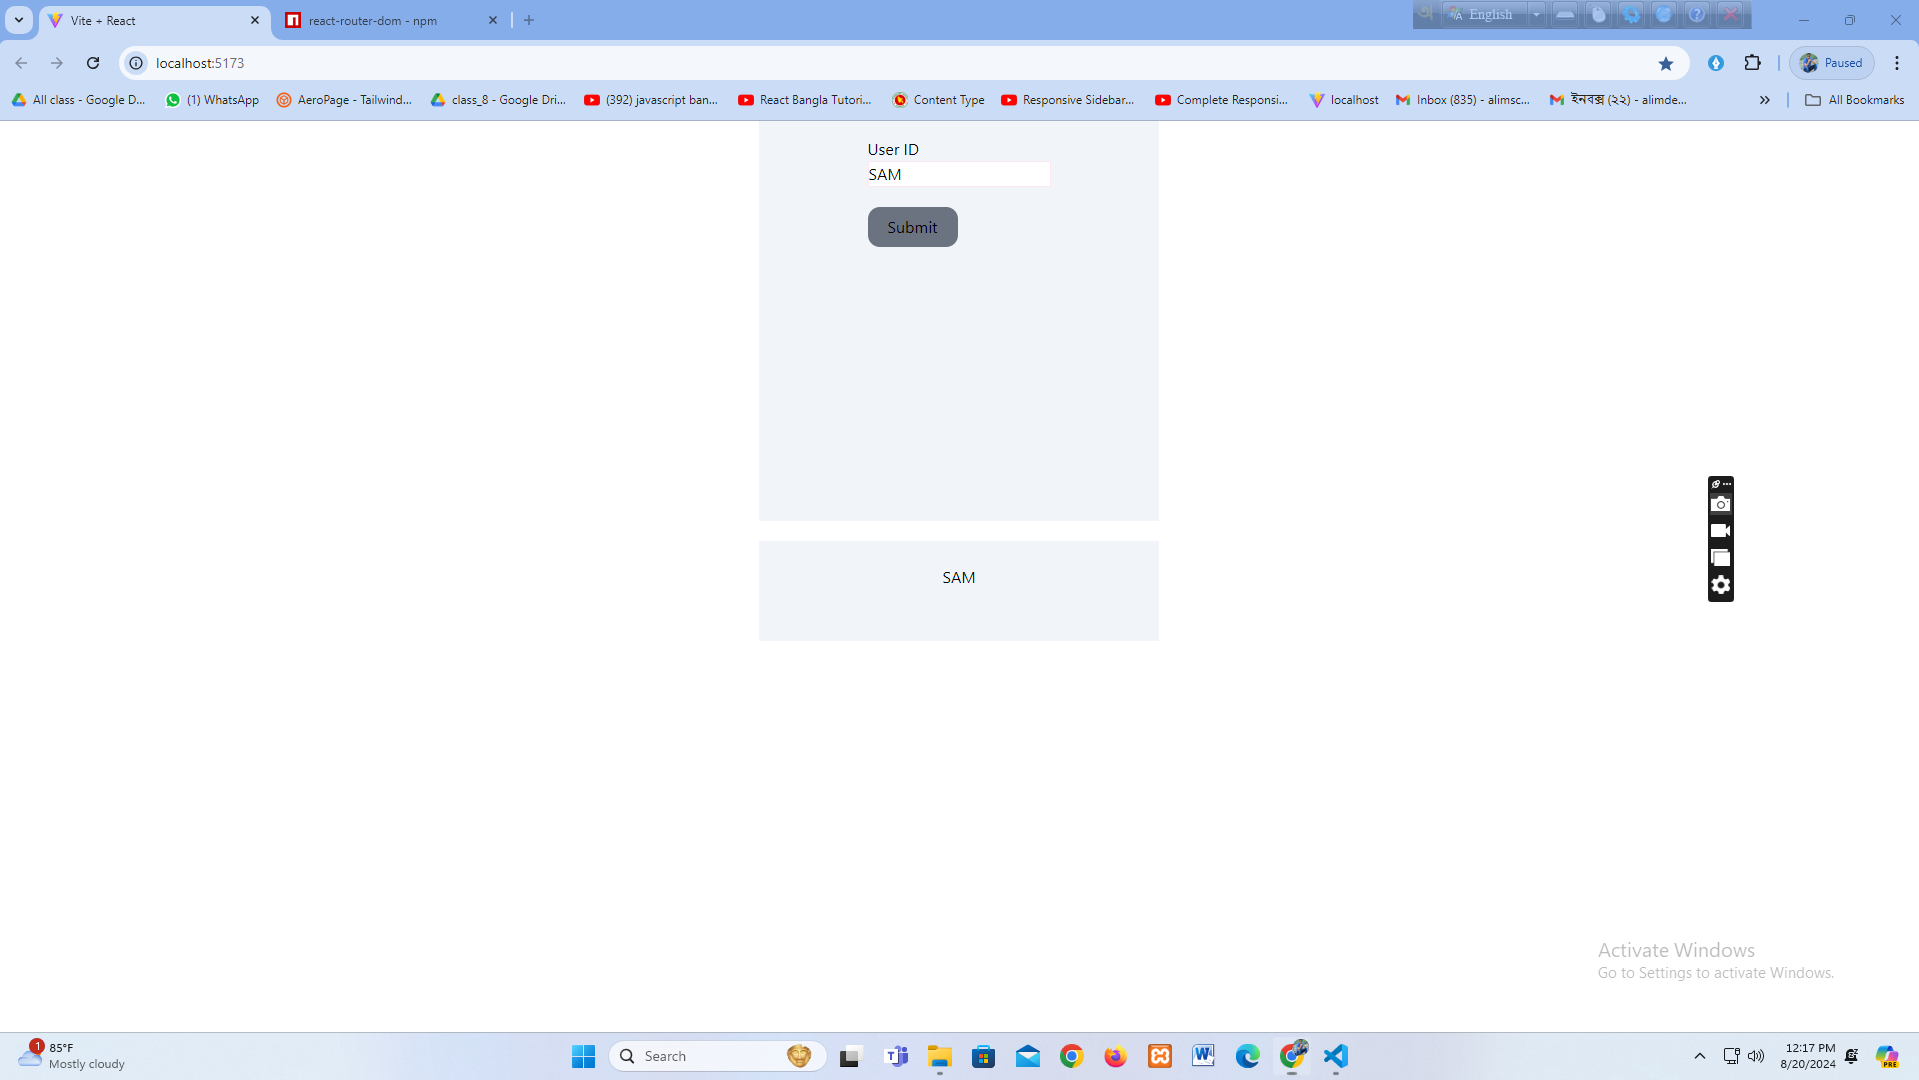 Vite + React
react-router-dom - npm
অ
English
localhost:5173
Paused
All class - Google D...
(1) WhatsApp
AeroPage - Tailwind...
class_8 - Google Dri...
(392) javascript ban...
React Bangla Tutori...
Content Type
Responsive Sidebar...
Complete Responsi...
localhost
Inbox (835) - alimsc...
ইনবক্স (২২) - alimde...
All Bookmarks
User ID
SAM
Submit
SAM
Activate Windows
Go to Settings to activate Windows.
1
85°F
Mostly cloudy
Search
12:17 PM
8/20/2024
PRE